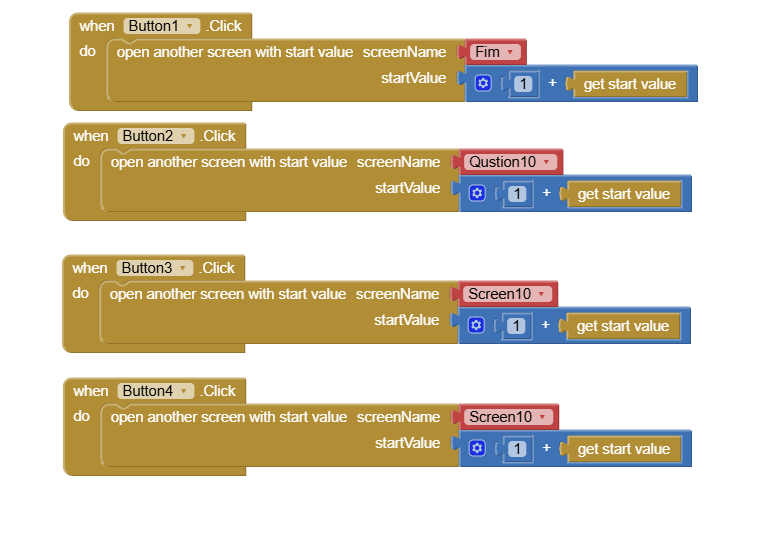 when Button1 .Click
do open another screen with start value screenName Fim
startValue 1 + get start value
when Button2 .Click
do open another screen with start value screenName Qustion10
startValue 1 + get start value
when Button3 .Click
do open another screen with start value screenName Screen10
startValue 1 + get start value
when Button4 .Click
do open another screen with start value screenName Screen10
startValue 1 + get start value